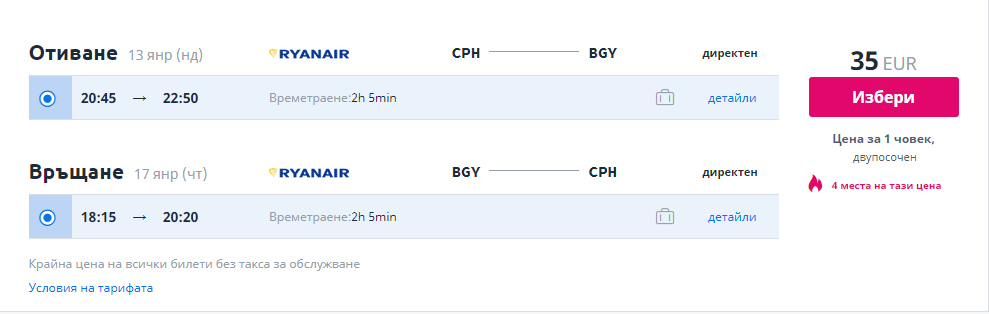 Отиване 13 янр (нд) RYANAIR CPH BGY директен
20:45 → 22:50 Времетраене:2h 5min детайли
35 EUR
Избери
Цена за 1 човек,
двупосочен
4 места на тази цена
Връщане 17 янр (чт) RYANAIR BGY CPH директен
18:15 → 20:20 Времетраене:2h 5min детайли
Крайна цена на всички билети без такса за обслужване
Условия на тарифата